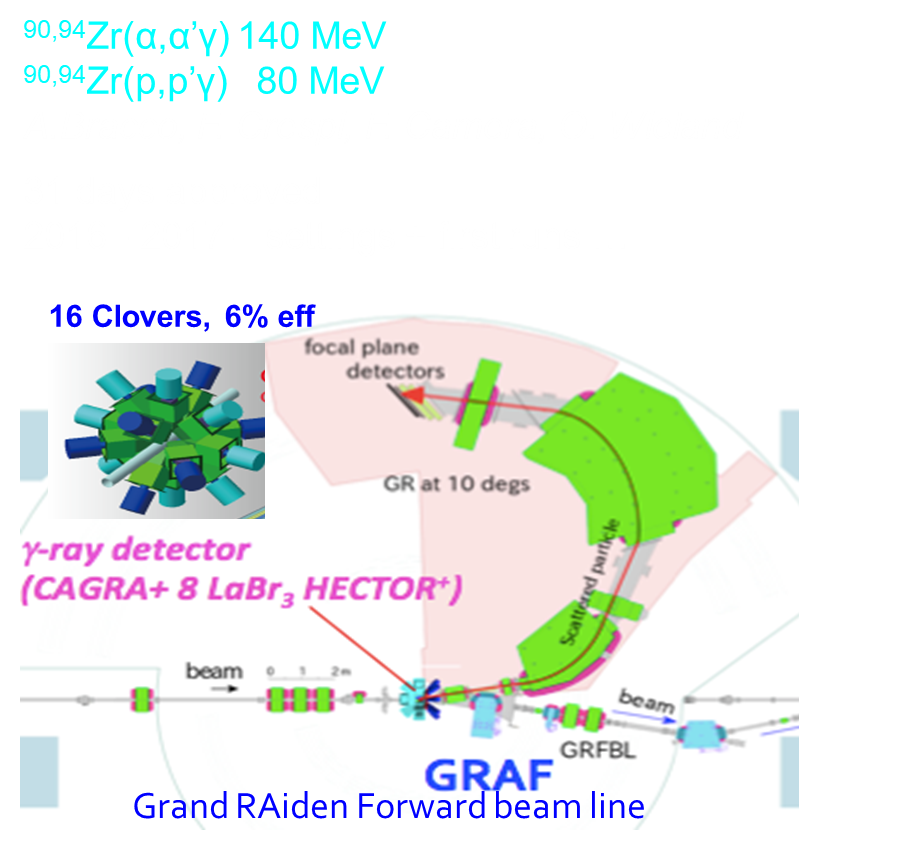 90,94Zr(α,α’γ) 140 MeV
90,94Zr(p,p’γ) 80 MeV
16 Clovers, 6% eff
focal plane
detectors
GR at 10 degs
Scattered particle
γ-ray detector
(CAGRA+ 8 LaBr3 HECTOR+)
beam
0 1 2m
beam
GRFBL
GRAF
Grand RAiden Forward beam line